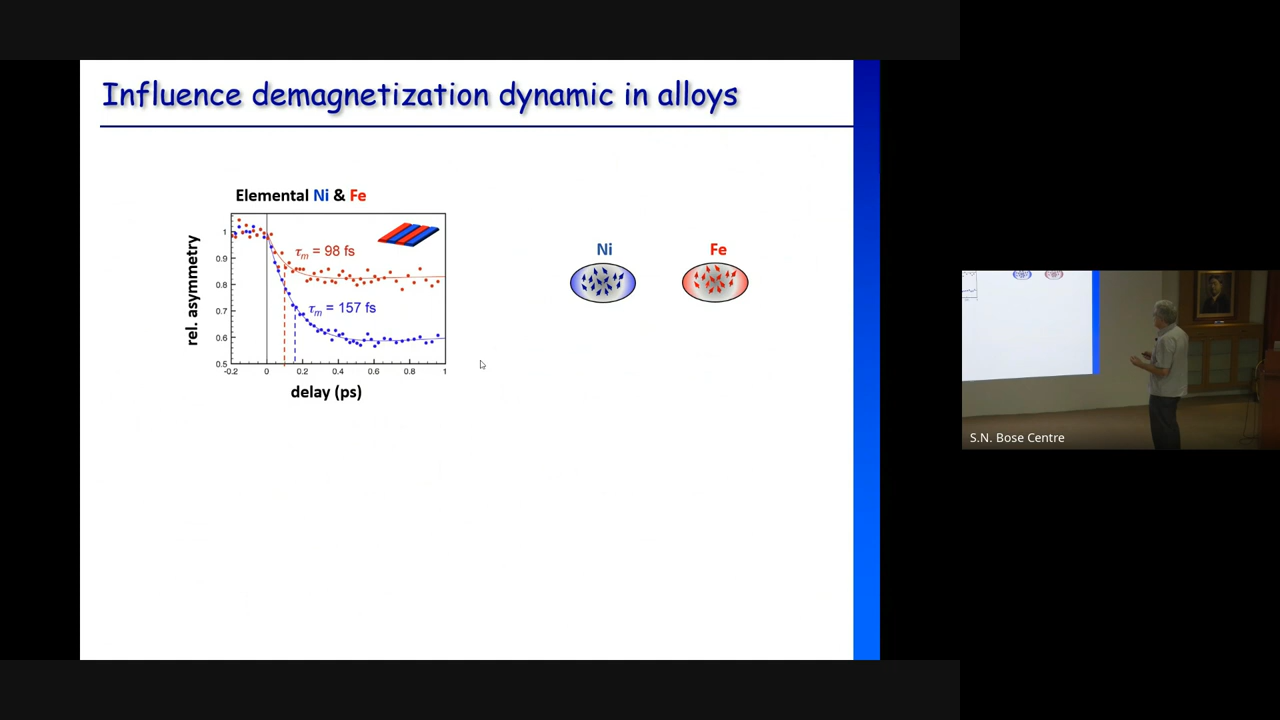 Influence demagnetization dynamic in alloys
Elemental Ni & Fe
rel. asymmetry
1
0.9
0.8
0.7
0.6
0.5
τm = 98 fs
τm = 157 fs
-0.2 0 0.2 0.4 0.6 0.8 1
delay (ps)
Ni Fe
S.N. Bose Centre